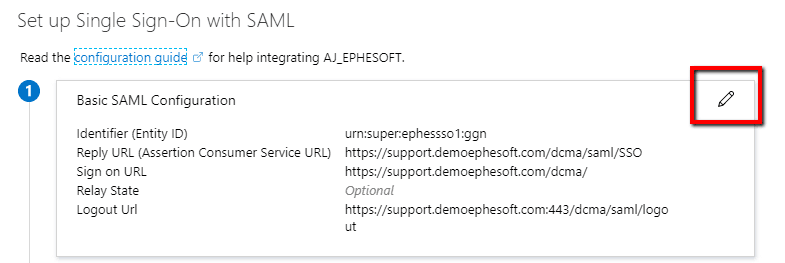 Set up Single Sign-On with SAML
Read the configuration guide for help integrating AJ_EPHESOFT.
1
Basic SAML Configuration
Identifier (Entity ID) urn:super:ephessso1:ggn
Reply URL (Assertion Consumer Service URL) https://support.demoephesoft.com/dcma/saml/SSO
Sign on URL https://support.demoephesoft.com/dcma/
Relay State Optional
Logout Url https://support.demoephesoft.com:443/dcma/saml/logo
ut